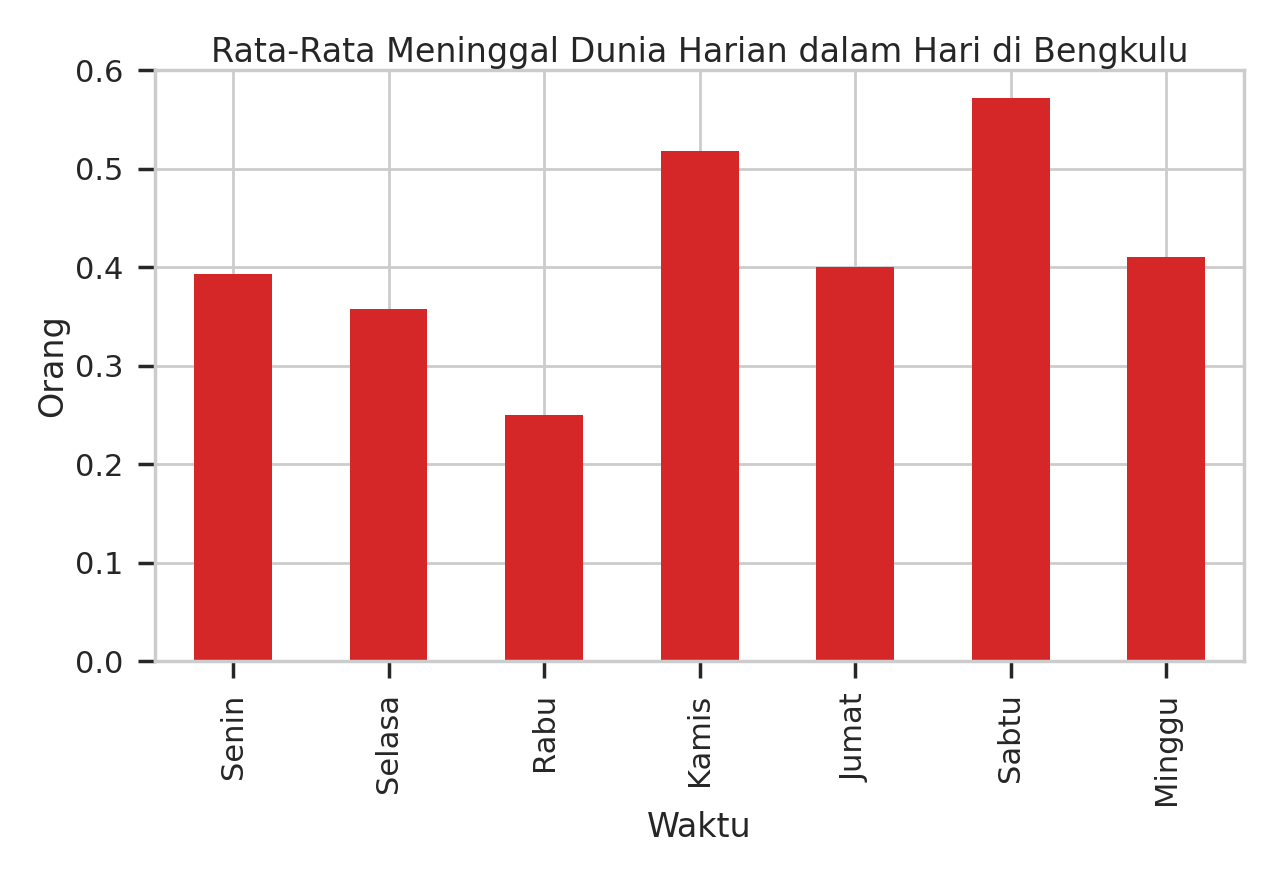 Rata-Rata Meninggal Dunia Harian dalam Hari di Bengkulu
0.6
0.5
0.4
0.3
0.2
0.1
0.0
Orang
Senin
Selasa
Rabu
Kamis
Jumat
Sabtu
Minggu
Waktu